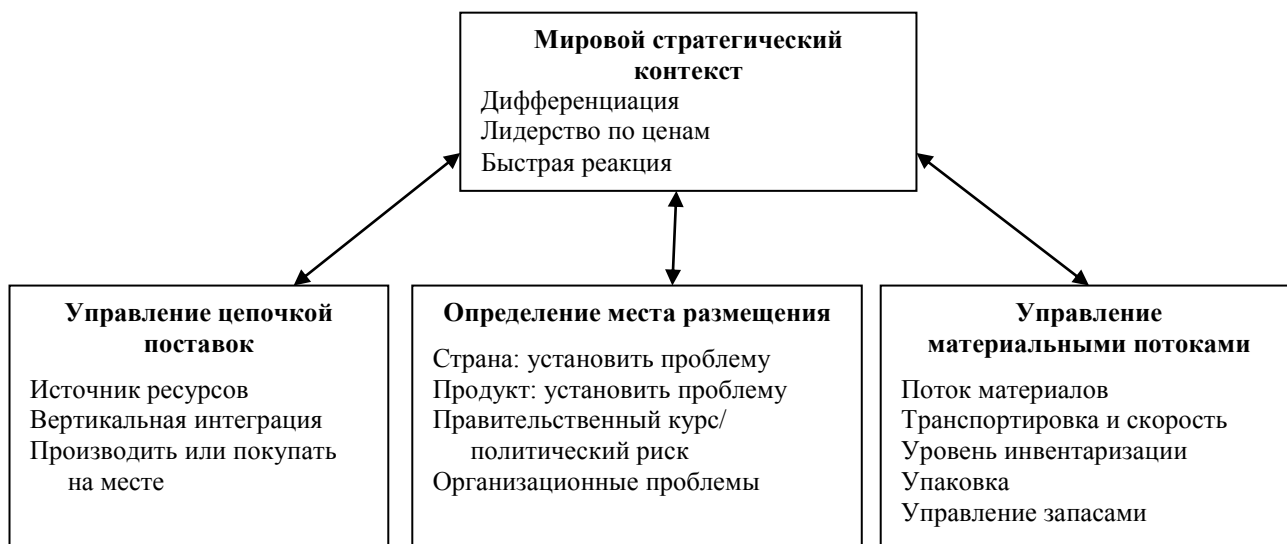 Мировой стратегический
контекст
Дифференциация
Лидерство по ценам
Быстрая реакция
Управление цепочкой
поставок
Источник ресурсов
Вертикальная интеграция
Производить или покупать
на месте
Определение места размещения
Страна: установить проблему
Продукт: установить проблему
Правительственный курс/
политический риск
Организационные проблемы
Управление
материальными потоками
Поток материалов
Транспортировка и скорость
Уровень инвентаризации
Упаковка
Управление запасами